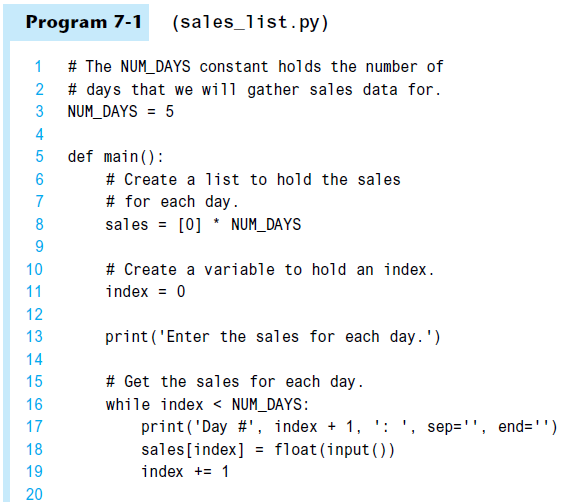 Program 7-1 (sales_list.py)
1 # The NUM_DAYS constant holds the number of
2 # days that we will gather sales data for.
3 NUM_DAYS = 5
4
5 def main():
6     # Create a list to hold the sales
7     # for each day.
8     sales = [0] * NUM_DAYS
9
10     # Create a variable to hold an index.
11     index = 0
12
13     print('Enter the sales for each day.')
14
15     # Get the sales for each day.
16     while index < NUM_DAYS:
17         print('Day #', index + 1, ': ', sep='', end='')
18         sales[index] = float(input())
19         index += 1
20